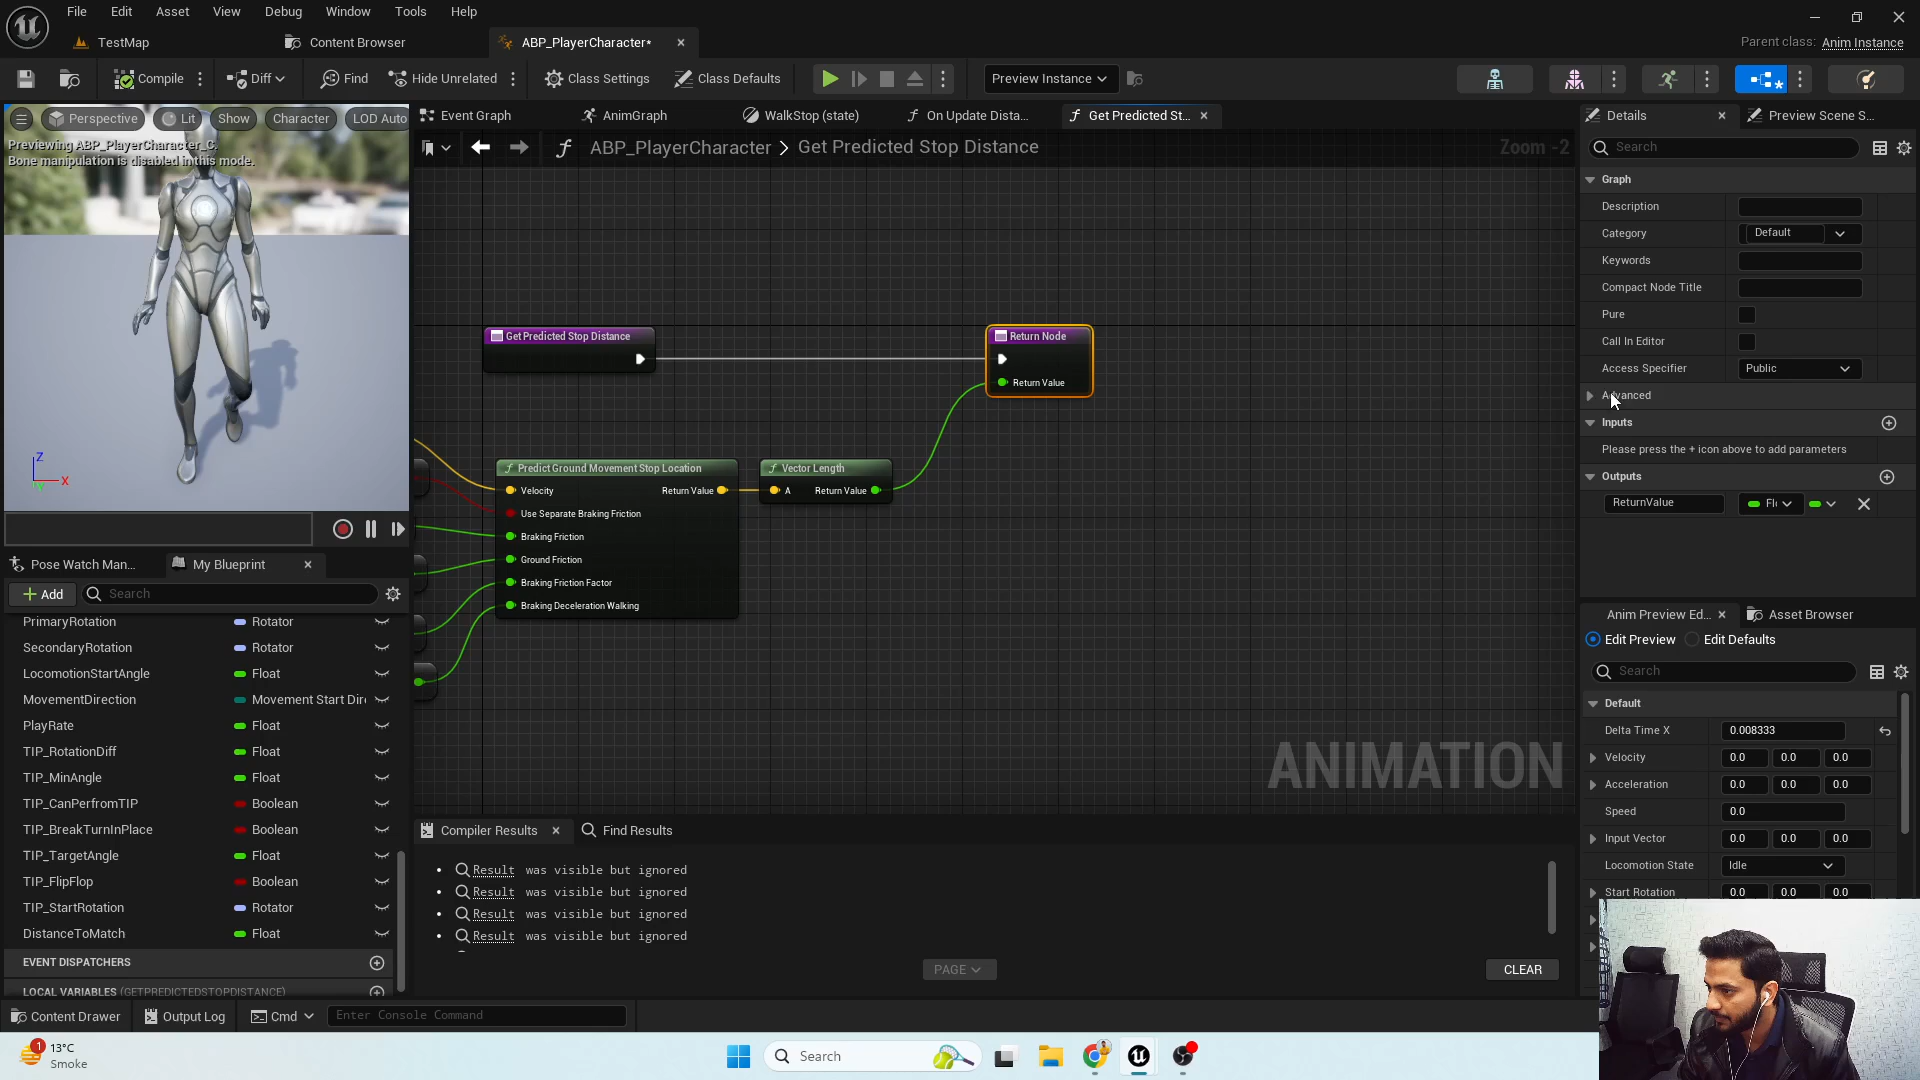 File Edit Asset View Debug Window Tools Help
TestMap Content Browser ABP_PlayerCharacter*
Parent class: Anim Instance
Compile Diff Find Hide Unrelated Class Settings Class Defaults Preview Instance
Perspective Lit Show Character LOD Auto
Previewing ABP_PlayerCharacter_C.
Bone manipulation is disabled in this mode.
Z
X
Y
Event Graph AnimGraph WalkStop (state) On Update Dista... Get Predicted St...
ABP_PlayerCharacter > Get Predicted Stop Distance
Zoom -2
Get Predicted Stop Distance
Return Node
Return Value
Predict Ground Movement Stop Location
Velocity Return Value
Use Separate Braking Friction
Braking Friction
Ground Friction
Braking Friction Factor
Braking Deceleration Walking
Vector Length
A Return Value
ANIMATION
Pose Watch Man... My Blueprint
Add Search
PrimaryRotation Rotator
SecondaryRotation Rotator
LocomotionStartAngle Float
MovementDirection Movement Start Dir
PlayRate Float
TIP_RotationDiff Float
TIP_MinAngle Float
TIP_CanPerfromTIP Boolean
TIP_BreakTurnInPlace Boolean
TIP_TargetAngle Float
TIP_FlipFlop Boolean
TIP_StartRotation Rotator
DistanceToMatch Float
EVENT DISPATCHERS
LOCAL VARIABLES (GETPREDICTEDSTOPDISTANCE)
Compiler Results Find Results
• Result was visible but ignored
• Result was visible but ignored
• Result was visible but ignored
• Result was visible but ignored
PAGE CLEAR
Details Preview Scene S...
Search
Graph
Description
Category Default
Keywords
Compact Node Title
Pure
Call In Editor
Access Specifier Public
Advanced
Inputs
Please press the + icon above to add parameters
Outputs
ReturnValue
Anim Preview Ed... Asset Browser
Edit Preview Edit Defaults
Search
Default
Delta Time X 0.008333
Velocity 0.0 0.0 0.0
Acceleration 0.0 0.0 0.0
Speed 0.0
Input Vector 0.0 0.0 0.0
Locomotion State Idle
Start Rotation 0.0 0.0 0.0
Content Drawer Output Log Cmd Enter Console Command
1
13°C
Smoke
Search